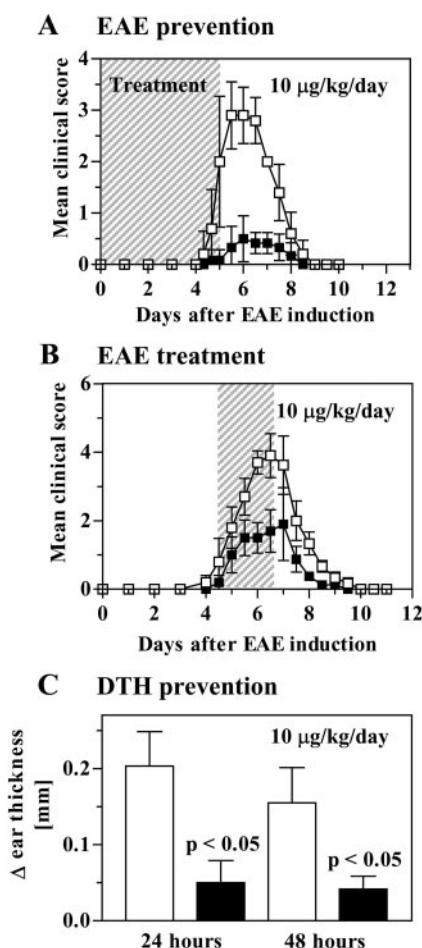 A EAE prevention
Mean clinical score
4
3
2
1
0
Treatment
10 µg/kg/day
0 2 4 6 8 10
Days after EAE induction
B EAE treatment
Mean clinical score
6
4
2
0
10 µg/kg/day
0 2 4 6 8 10
Days after EAE induction
C DTH prevention
Δ ear thickness
[mm]
0.2
0.1
0.0
10 µg/kg/day
p < 0.05
p < 0.05
24 hours 48 hours